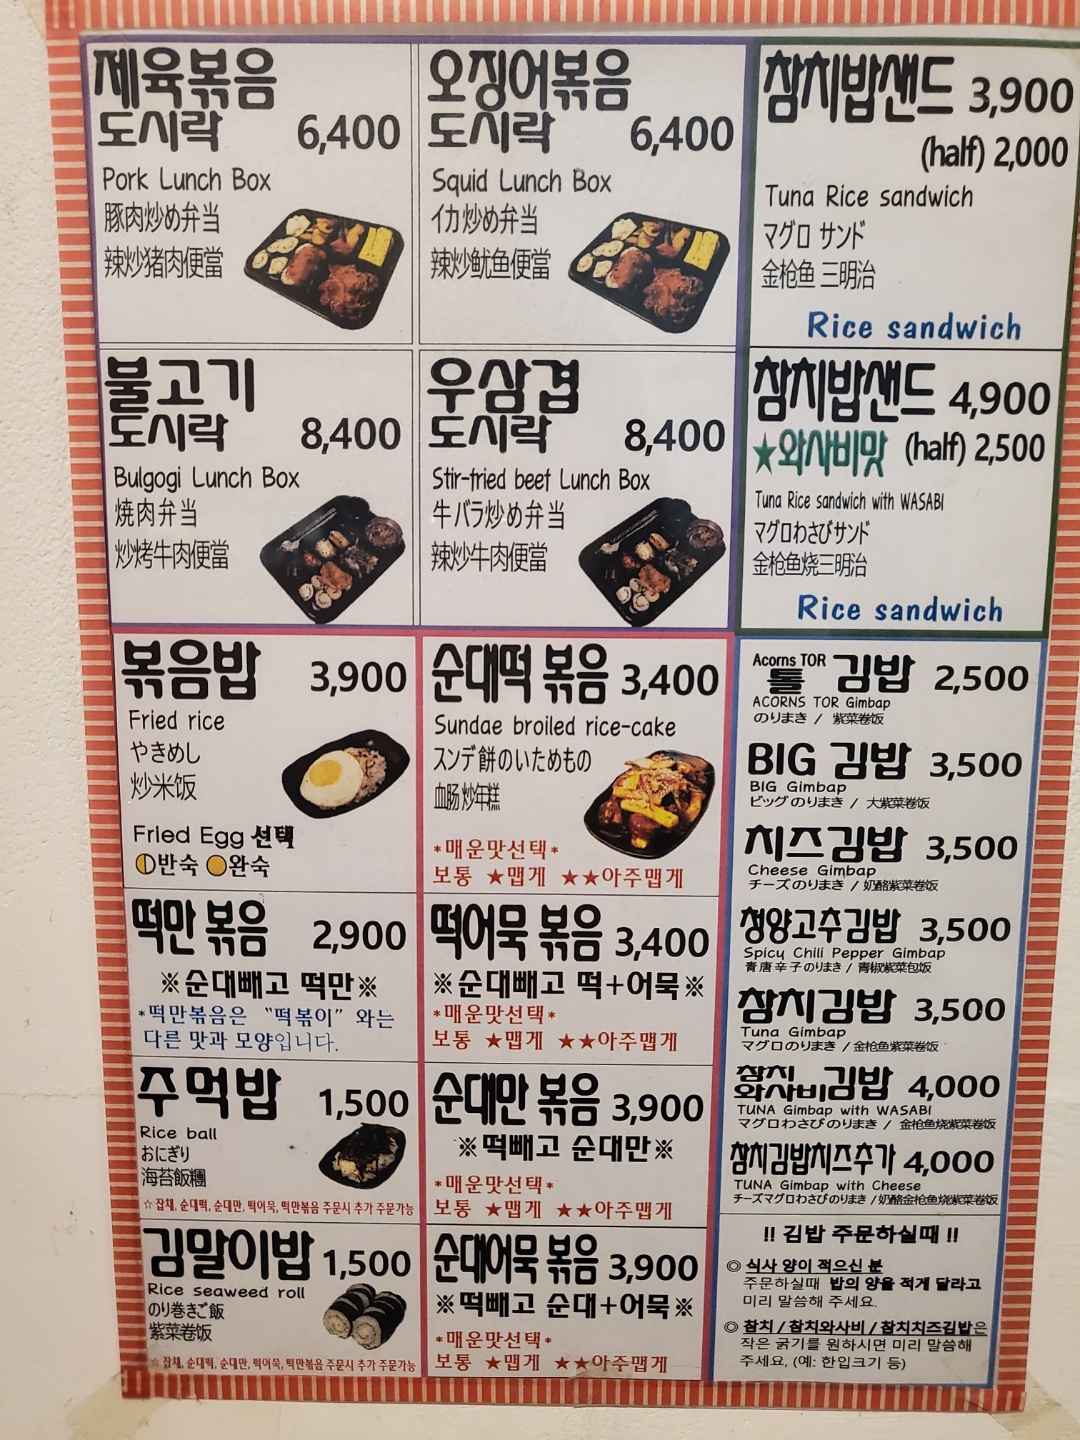 제육볶음
도시락 6,400
Pork Lunch Box
豚肉炒め弁当
辣炒猪肉便當
오징어볶음
도시락 6,400
Squid Lunch Box
イカ炒め弁当
辣炒鱿鱼便當
참치밥샌드 3,900
(half) 2,000
Tuna Rice sandwich
マグロ サンド
金枪鱼 三明治
Rice sandwich
불고기
도시락 8,400
Bulgogi Lunch Box
焼肉弁当
炒烤牛肉便當
우삼겹
도시락 8,400
Stir-fried beef Lunch Box
牛バラ炒め弁当
辣炒牛肉便當
참치밥샌드 4,900
★와사비맛 (half) 2,500
Tuna Rice sandwich with WASABI
マグロわさびサンド
金枪鱼烧三明治
Rice sandwich
볶음밥 3,900
Fried rice
やきめし
炒米饭
Fried Egg 선택
반숙 완숙
순대떡 볶음 3,400
Sundae broiled rice-cake
スンデ餅のいためもの
血肠 炒年糕
*매운맛선택*
보통 ★맵게 ★★아주맵게
떡만 볶음 2,900
※순대빼고 떡만※
*떡만볶음은 "떡볶이" 와는
다른 맛과 모양입니다.
떡어묵 볶음 3,400
※순대빼고 떡+어묵※
*매운맛선택*
보통 ★맵게 ★★아주맵게
주먹밥 1,500
Rice ball
おにぎり
海苔飯糰
☆ 잡채, 순대떡, 순대만, 떡어묵, 떡만볶음 주문시 추가 주문가능
순대만 볶음 3,900
※떡빼고 순대만※
*매운맛선택*
보통 ★맵게 ★★아주맵게
김말이밥 1,500
Rice seaweed roll
のり巻きご飯
紫菜卷饭
☆ 잡채, 순대떡, 순대만, 떡어묵, 떡만볶음 주문시 추가 주문가능
순대어묵 볶음 3,900
※떡빼고 순대+어묵※
*매운맛선택*
보통 ★맵게 ★★아주맵게
Acorns TOR
톨 김밥 2,500
ACORNS TOR Gimbap
のりまき / 紫菜卷饭
BIG 김밥 3,500
BIG Gimbap
ビッグ のりまき / 大紫菜卷饭
치즈김밥 3,500
Cheese Gimbap
チーズ のりまき / 奶酪紫菜卷饭
청양고추김밥 3,500
Spicy Chili Pepper Gimbap
青唐辛子のりまき / 青椒紫菜包饭
참치김밥 3,500
Tuna Gimbap
マグロのりまき / 金枪鱼紫菜卷饭
참치
와사비김밥 4,000
TUNA Gimbap with WASABI
マグロわさびのりまき / 金枪鱼烧紫菜卷饭
참치김밥치즈추가 4,000
TUNA Gimbap with Cheese
チーズマグロわさびのりまき / 奶酪金枪鱼烧紫菜卷饭
!! 김밥 주문하실때 !!
◎ 식사 양이 적으신 분
주문하실때 밥의 양을 적게 달라고
미리 말씀해 주세요.
◎ 참치 / 참치와사비 / 참치치즈김밥은
작은 굵기를 원하시면 미리 말씀해
주세요, (예: 한입크기 등)